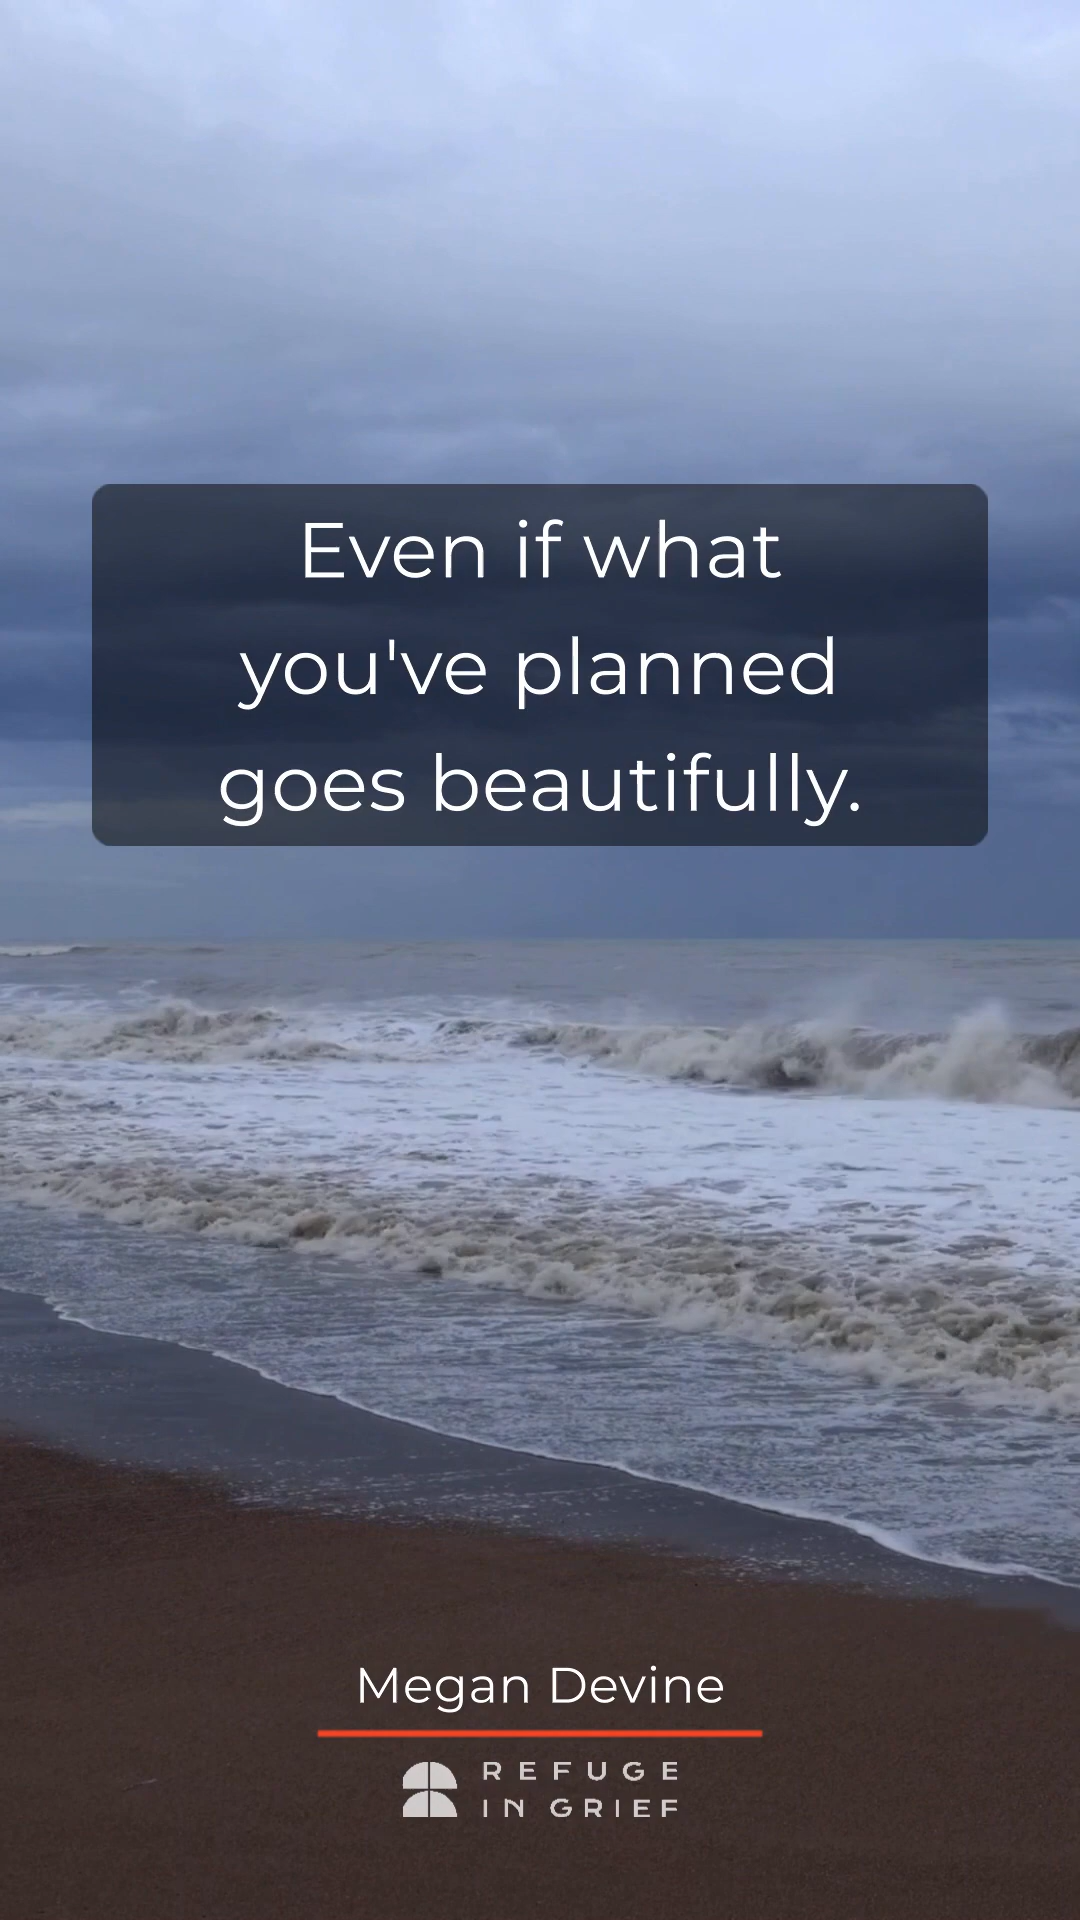 Even if what
you've planned
goes beautifully.
Megan Devine
REFUGE
IN GRIEF